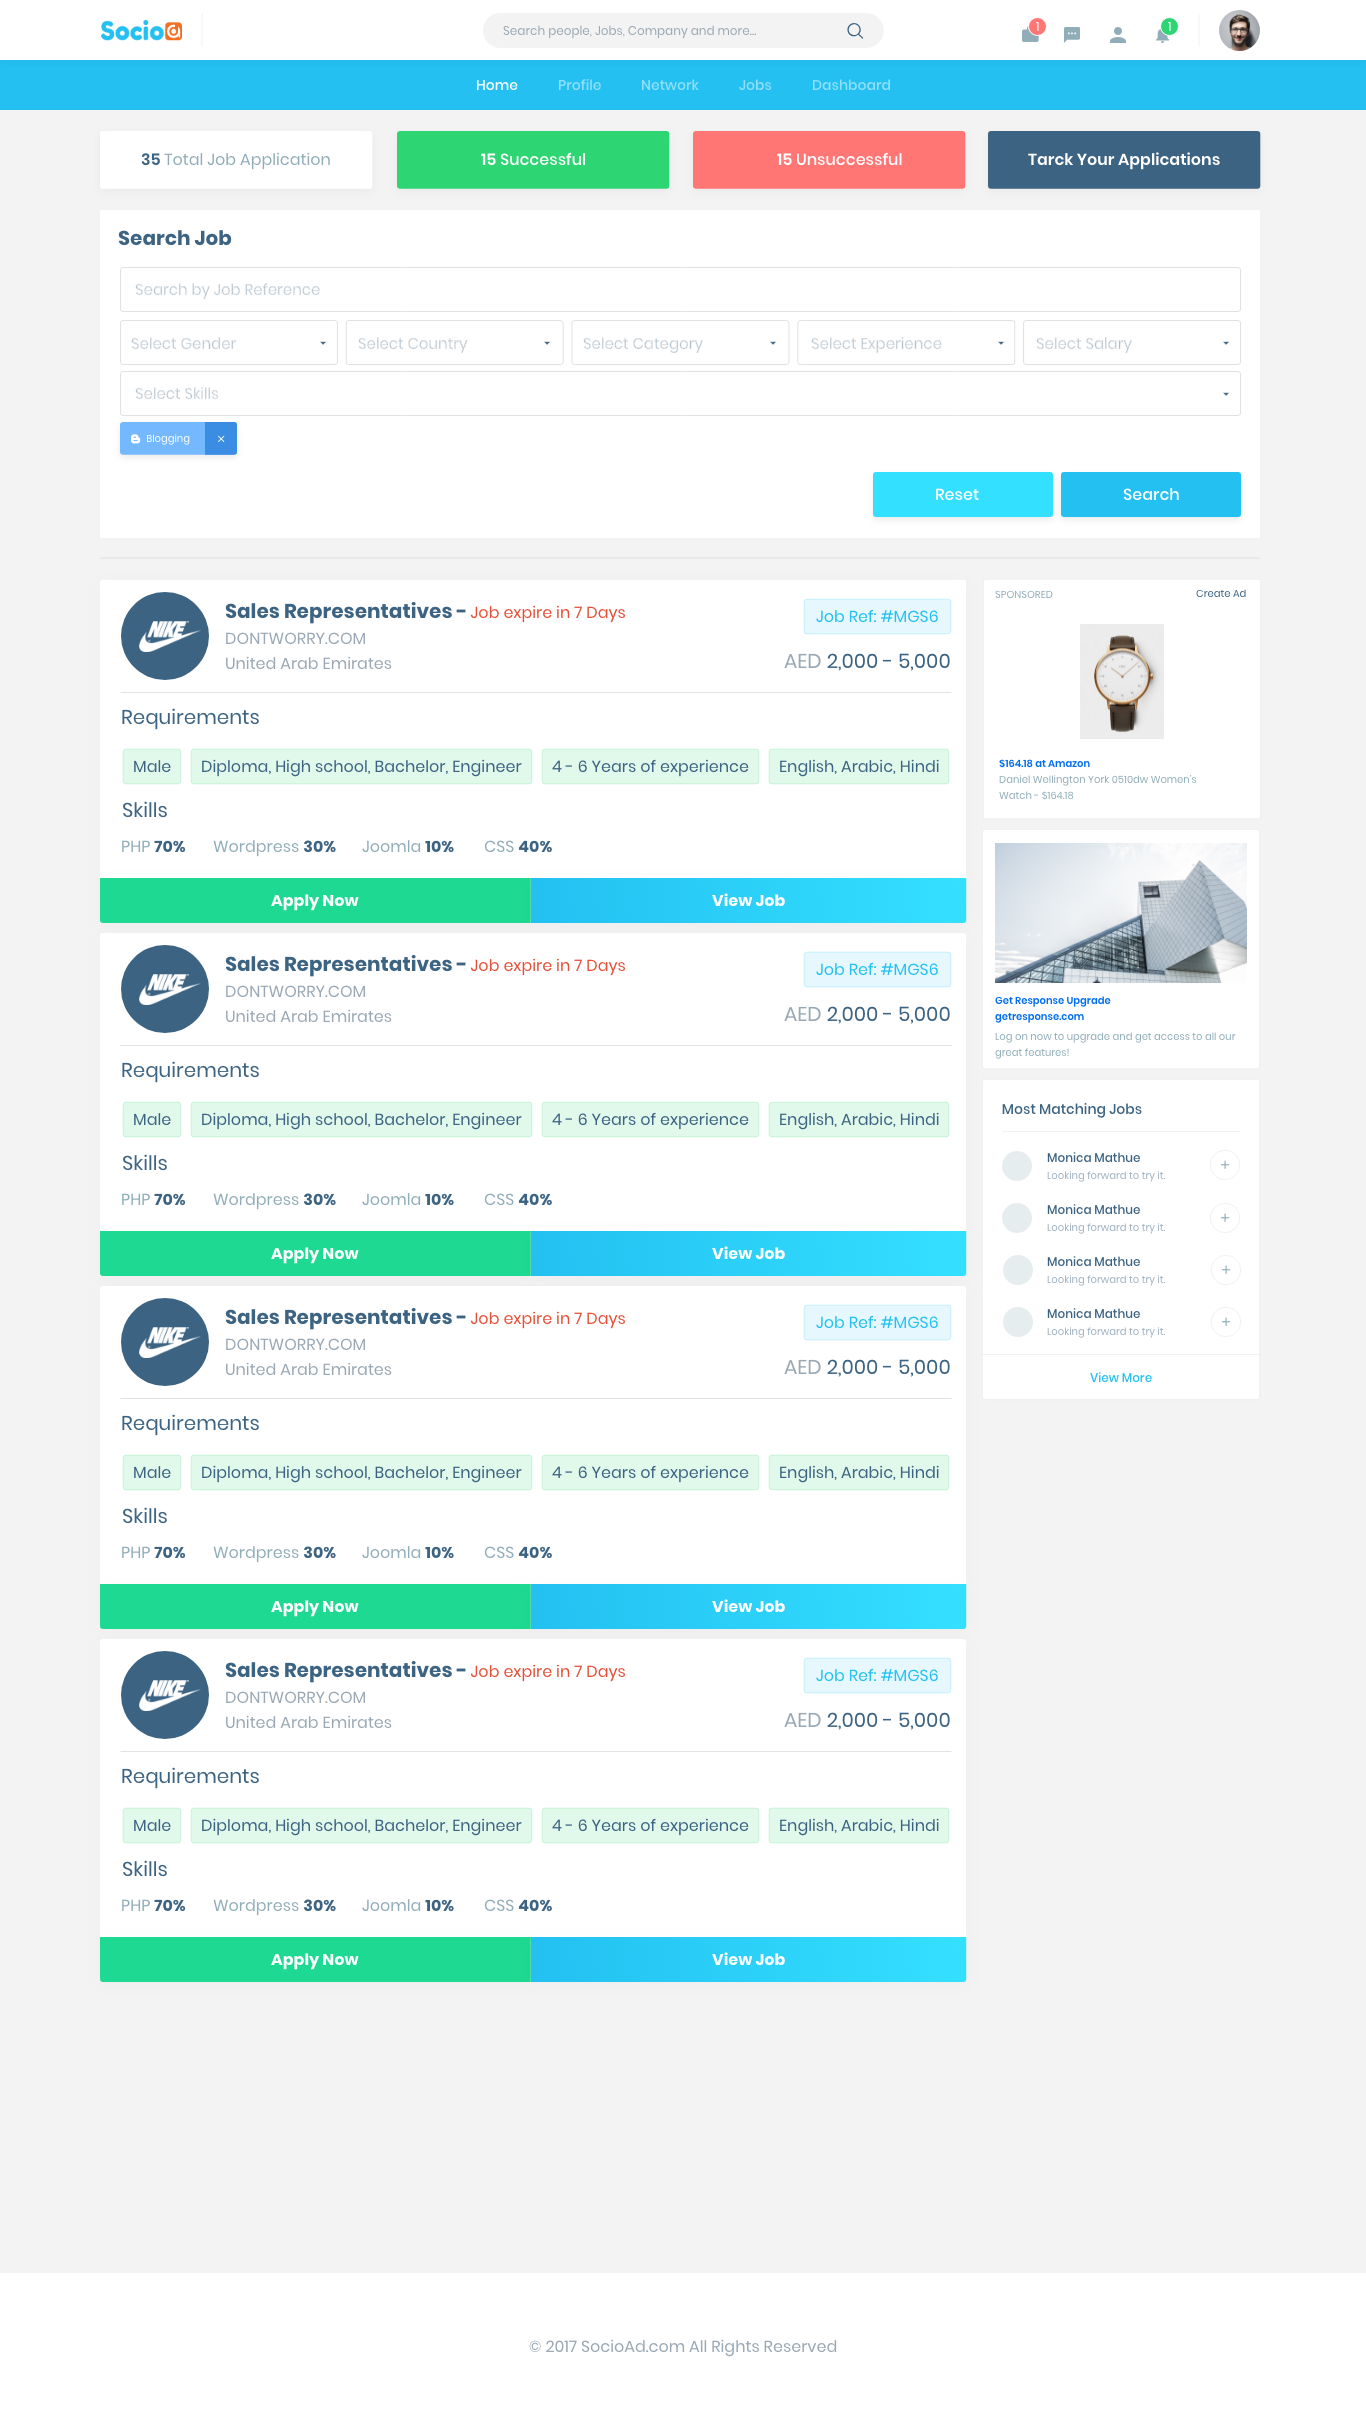 Socioa
Search people, Jobs, Company and more...
1
1
Home Profile Network Jobs Dashboard
35 Total Job Application
15 Successful
15 Unsuccessful
Tarck Your Applications
Search Job
Search by Job Reference
Select Gender Select Country Select Category Select Experience Select Salary
Select Skills
Blogging ×
Reset Search
Sales Representatives - Job expire in 7 Days
DONTWORRY.COM
United Arab Emirates
NIKE
Job Ref: #MGS6
AED 2,000 - 5,000
Requirements
Male Diploma, High school, Bachelor, Engineer 4 - 6 Years of experience English, Arabic, Hindi
Skills
PHP 70% Wordpress 30% Joomla 10% CSS 40%
Apply Now View Job
Sales Representatives - Job expire in 7 Days
DONTWORRY.COM
United Arab Emirates
NIKE
Job Ref: #MGS6
AED 2,000 - 5,000
Requirements
Male Diploma, High school, Bachelor, Engineer 4 - 6 Years of experience English, Arabic, Hindi
Skills
PHP 70% Wordpress 30% Joomla 10% CSS 40%
Apply Now View Job
Sales Representatives - Job expire in 7 Days
DONTWORRY.COM
United Arab Emirates
NIKE
Job Ref: #MGS6
AED 2,000 - 5,000
Requirements
Male Diploma, High school, Bachelor, Engineer 4 - 6 Years of experience English, Arabic, Hindi
Skills
PHP 70% Wordpress 30% Joomla 10% CSS 40%
Apply Now View Job
Sales Representatives - Job expire in 7 Days
DONTWORRY.COM
United Arab Emirates
NIKE
Job Ref: #MGS6
AED 2,000 - 5,000
Requirements
Male Diploma, High school, Bachelor, Engineer 4 - 6 Years of experience English, Arabic, Hindi
Skills
PHP 70% Wordpress 30% Joomla 10% CSS 40%
Apply Now View Job
SPONSORED Create Ad
$164.18 at Amazon
Daniel Wellington York 0510dw Women's
Watch - $164.18
Get Response Upgrade
getresponse.com
Log on now to upgrade and get access to all our
great features!
Most Matching Jobs
Monica Mathue
Looking forward to try it.
+
Monica Mathue
Looking forward to try it.
+
Monica Mathue
Looking forward to try it.
+
Monica Mathue
Looking forward to try it.
+
View More
© 2017 SocioAd.com All Rights Reserved